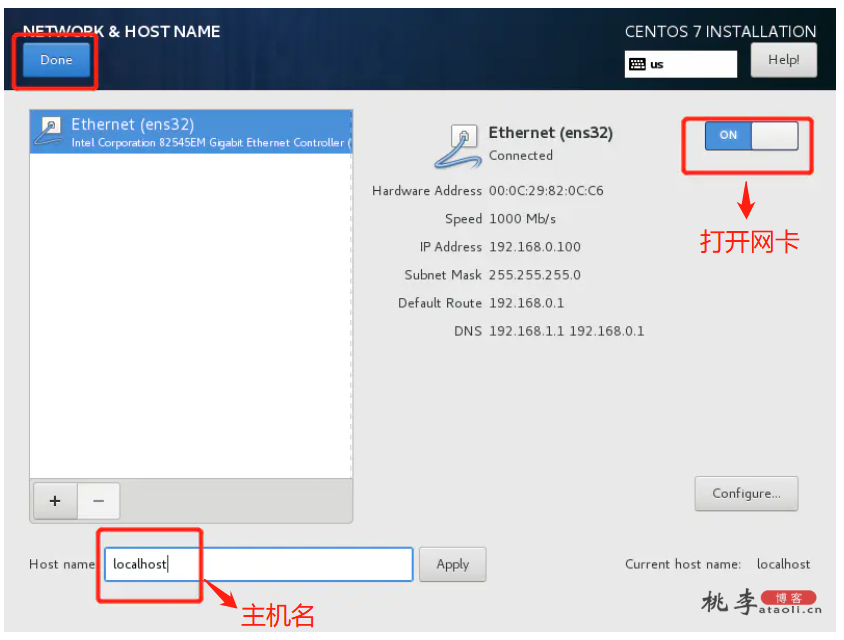 NETWORK & HOST NAME
CENTOS 7 INSTALLATION
Done
us
Help!
Ethernet (ens32)
Intel Corporation 82545EM Gigabit Ethernet Controller (
Ethernet (ens32)
Connected
ON
打开网卡
Hardware Address 00:0C:29:82:0C:C6
Speed 1000 Mb/s
IP Address 192.168.0.100
Subnet Mask 255.255.255.0
Default Route 192.168.0.1
DNS 192.168.1.1 192.168.0.1
+ −
Configure...
Host name localhost
Apply
Current host name: localhost
主机名
桃李 博客
ataoli.cn